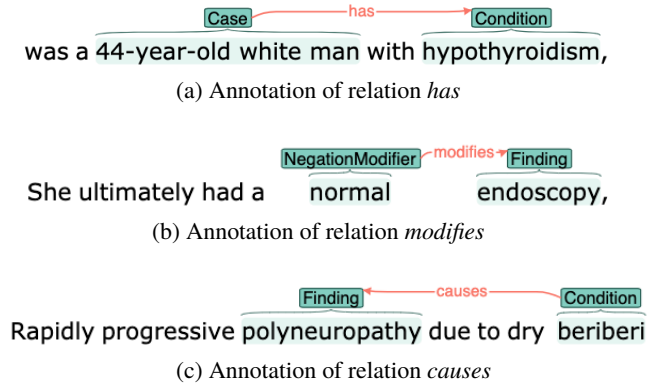 Case has Condition
was a 44-year-old white man with hypothyroidism,
(a) Annotation of relation has
NegationModifier modifies Finding
She ultimately had a normal endoscopy,
(b) Annotation of relation modifies
Finding causes Condition
Rapidly progressive polyneuropathy due to dry beriberi
(c) Annotation of relation causes